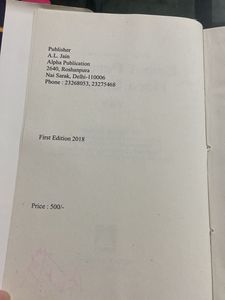 Publisher
A.L. Jain
Alpha Publication
2640, Roshanpura
Nai Sarak, Delhi-110006
Phone : 23268053, 23275468
First Edition 2018
Price : 500/-